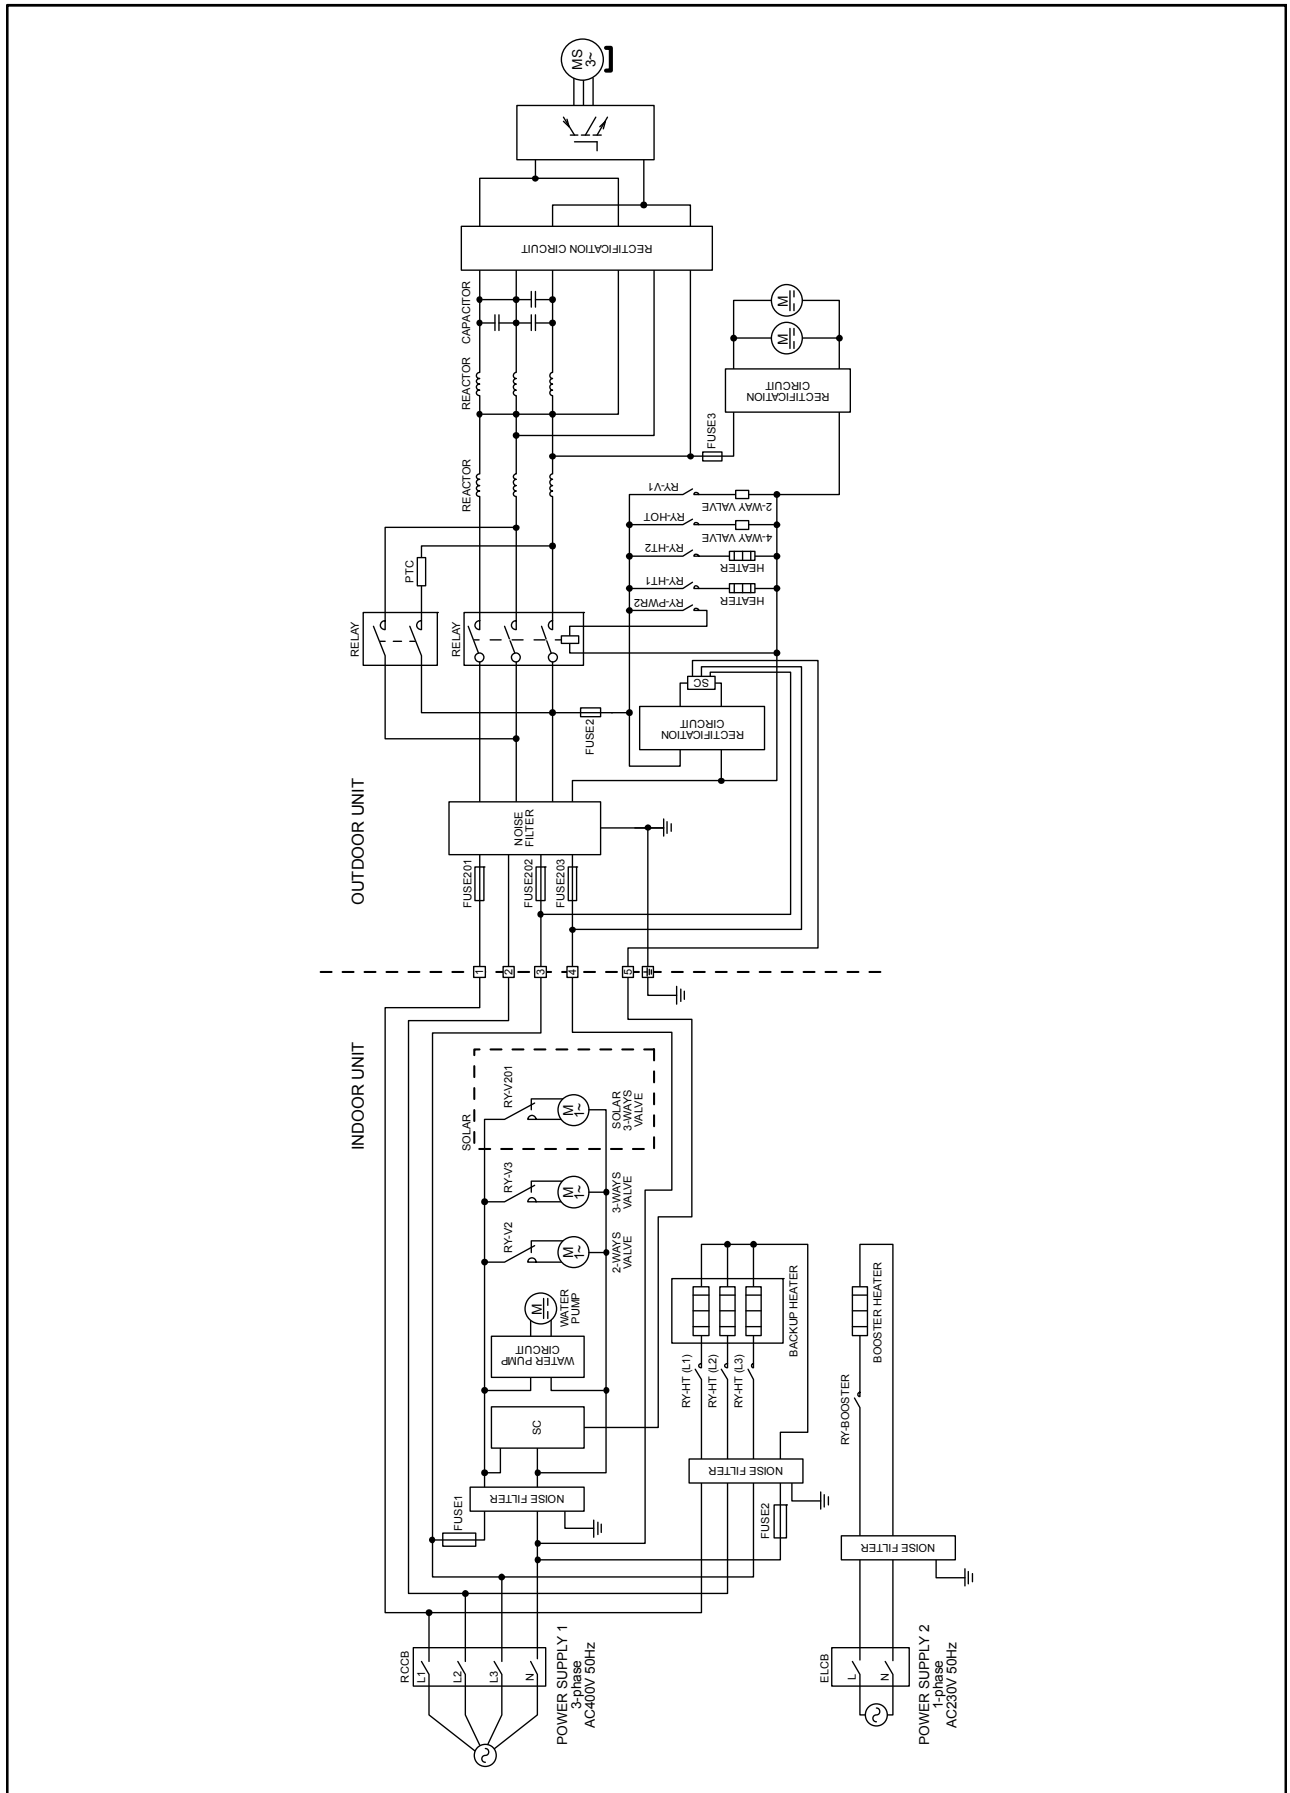 MS
3~
RECTIFICATION CIRCUIT
CAPACITOR
REACTOR
M
M
RECTIFICATION
CIRCUIT
FUSE3
REACTOR
RY-V1
2-WAY VALVE
RY-HOT
4-WAY VALVE
RY-HT2
HEATER
RY-HT1
HEATER
RY-PWR2
PTC
RELAY
RELAY
SC
RECTIFICATION
CIRCUIT
FUSE2
OUTDOOR UNIT
NOISE
FILTER
FUSE201
FUSE202
FUSE203
1
2
3
4
5
INDOOR UNIT
SOLAR
RY-V201
M
1~
SOLAR
3-WAYS
VALVE
RY-V3
M
1~
3-WAYS
VALVE
RY-V2
M
1~
2-WAYS
VALVE
M
WATER
PUMP
WATER PUMP
CIRCUIT
SC
NOISE FILTER
FUSE1
BACKUP HEATER
RY-HT (L1)
RY-HT (L2)
RY-HT (L3)
NOISE FILTER
FUSE2
BOOSTER HEATER
RY-BOOSTER
NOISE FILTER
RCCB
L1
L2
L3
N
POWER SUPPLY 1
3-phase
AC400V 50Hz
ELCB
L
N
POWER SUPPLY 2
1-phase
AC230V 50Hz